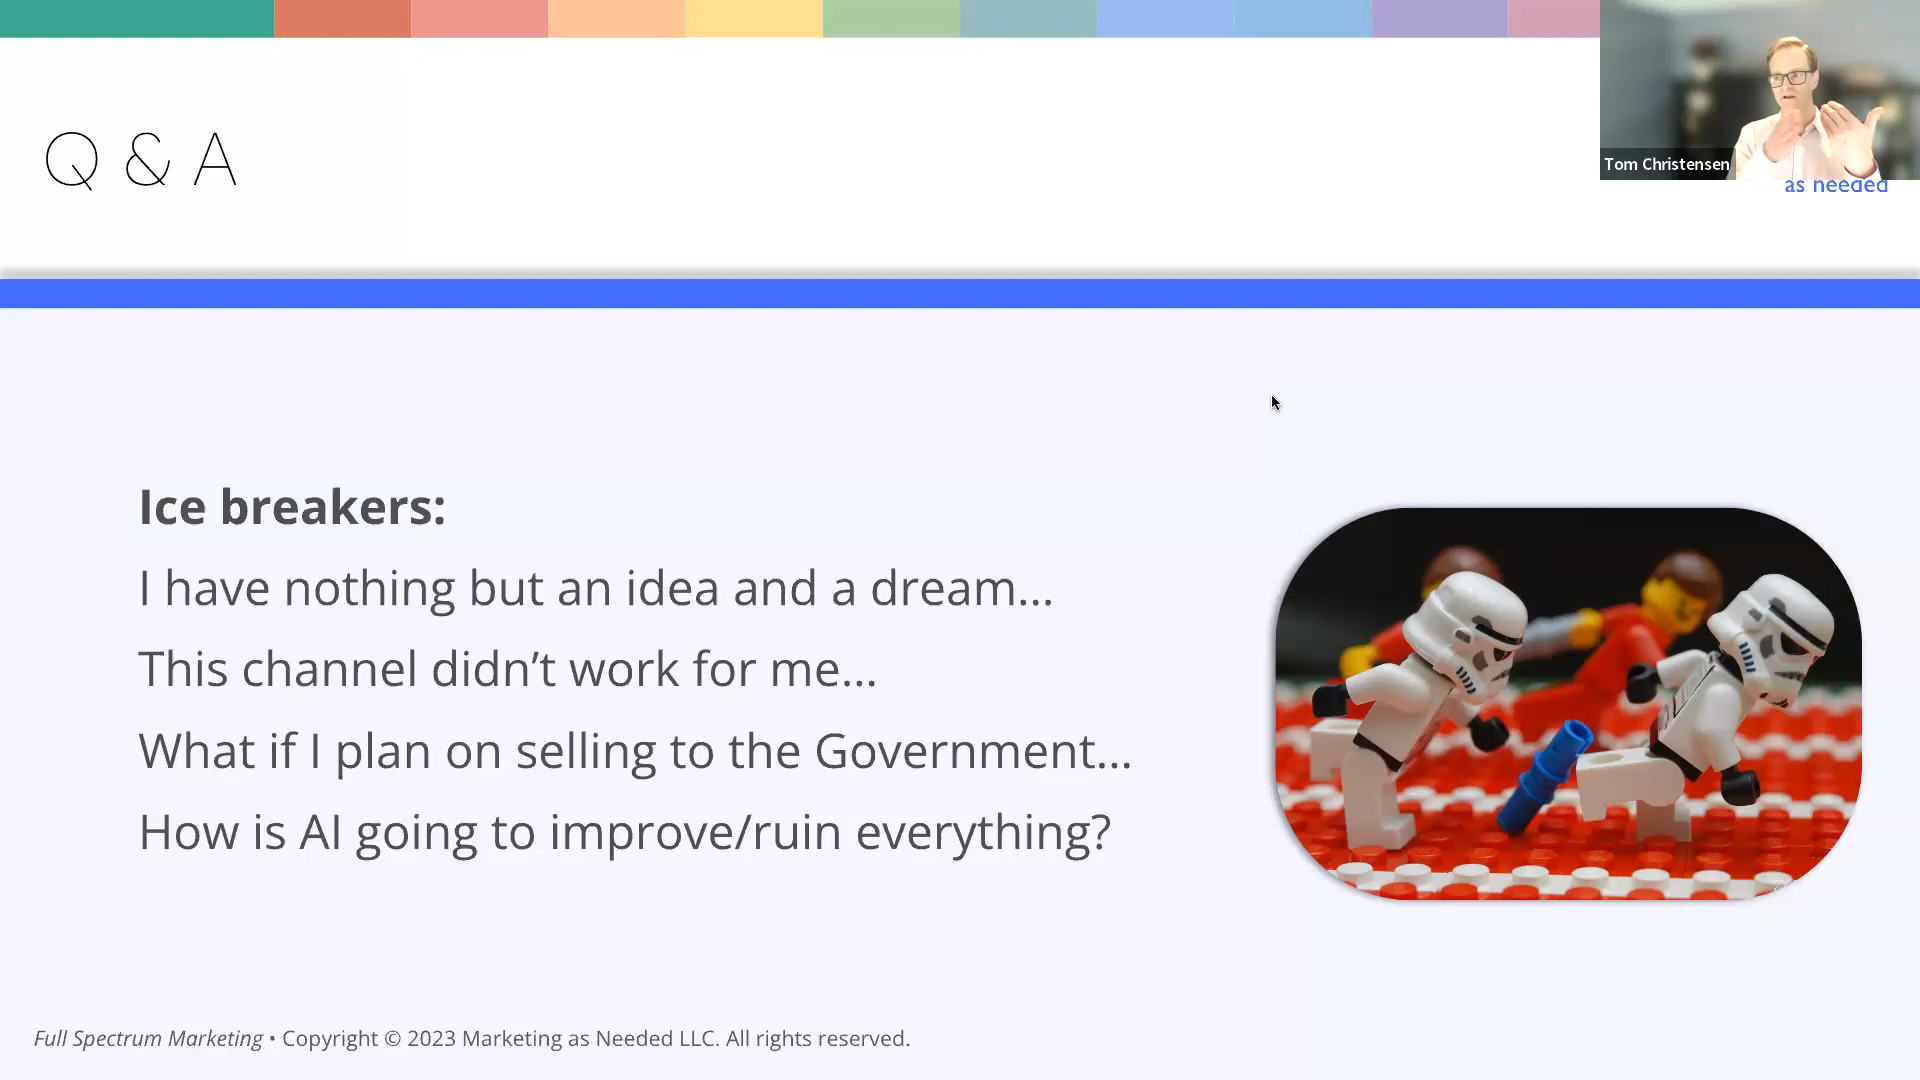 Q & A
Tom Christensen
as needed
Ice breakers:
I have nothing but an idea and a dream...
This channel didn’t work for me...
What if I plan on selling to the Government...
How is AI going to improve/ruin everything?
Full Spectrum Marketing • Copyright © 2023 Marketing as Needed LLC. All rights reserved.